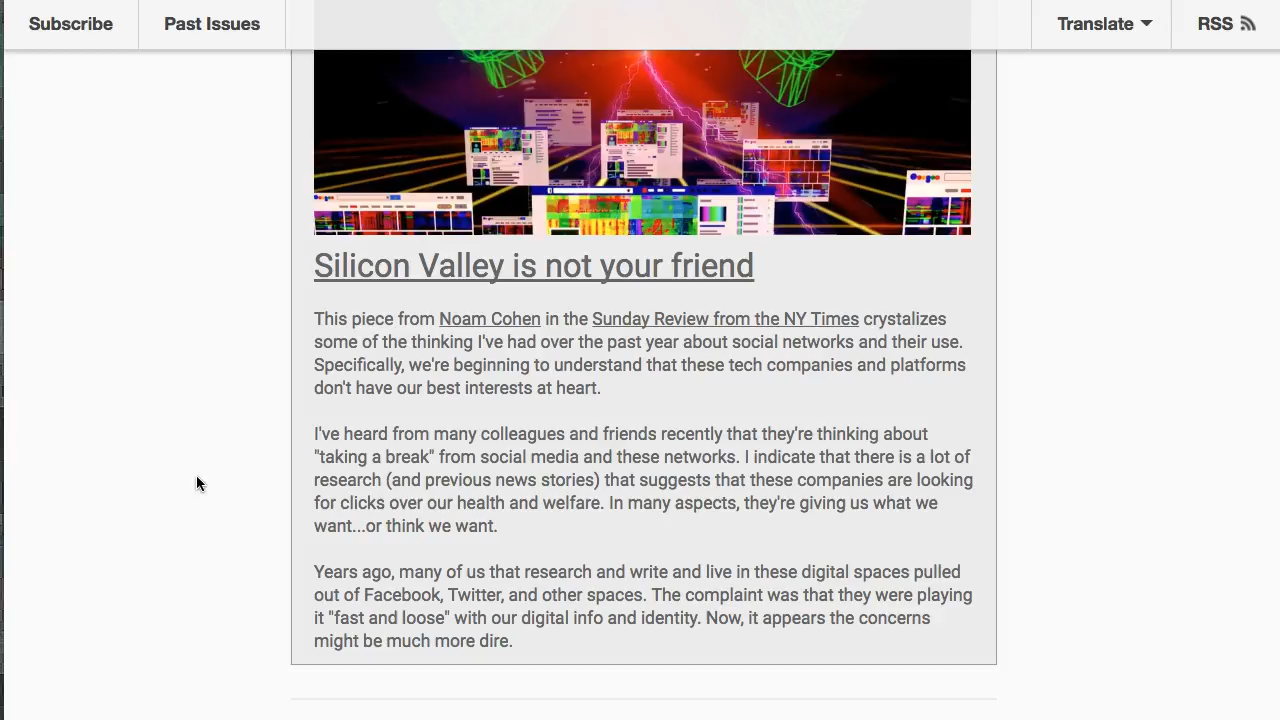 Subscribe
Past Issues
Translate
RSS
Silicon Valley is not your friend
This piece from Noam Cohen in the Sunday Review from the NY Times crystalizes
some of the thinking I've had over the past year about social networks and their use.
Specifically, we're beginning to understand that these tech companies and platforms
don't have our best interests at heart.
I've heard from many colleagues and friends recently that they're thinking about
"taking a break" from social media and these networks. I indicate that there is a lot of
research (and previous news stories) that suggests that these companies are looking
for clicks over our health and welfare. In many aspects, they're giving us what we
want...or think we want.
Years ago, many of us that research and write and live in these digital spaces pulled
out of Facebook, Twitter, and other spaces. The complaint was that they were playing
it "fast and loose" with our digital info and identity. Now, it appears the concerns
might be much more dire.